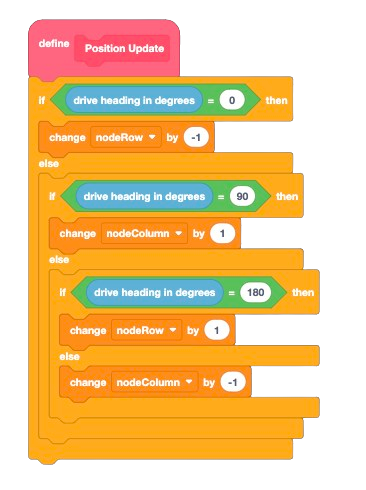 define Position Update
if drive heading in degrees = 0 then
change nodeRow by -1
else
if drive heading in degrees = 90 then
change nodeColumn by 1
else
if drive heading in degrees = 180 then
change nodeRow by 1
else
change nodeColumn by -1